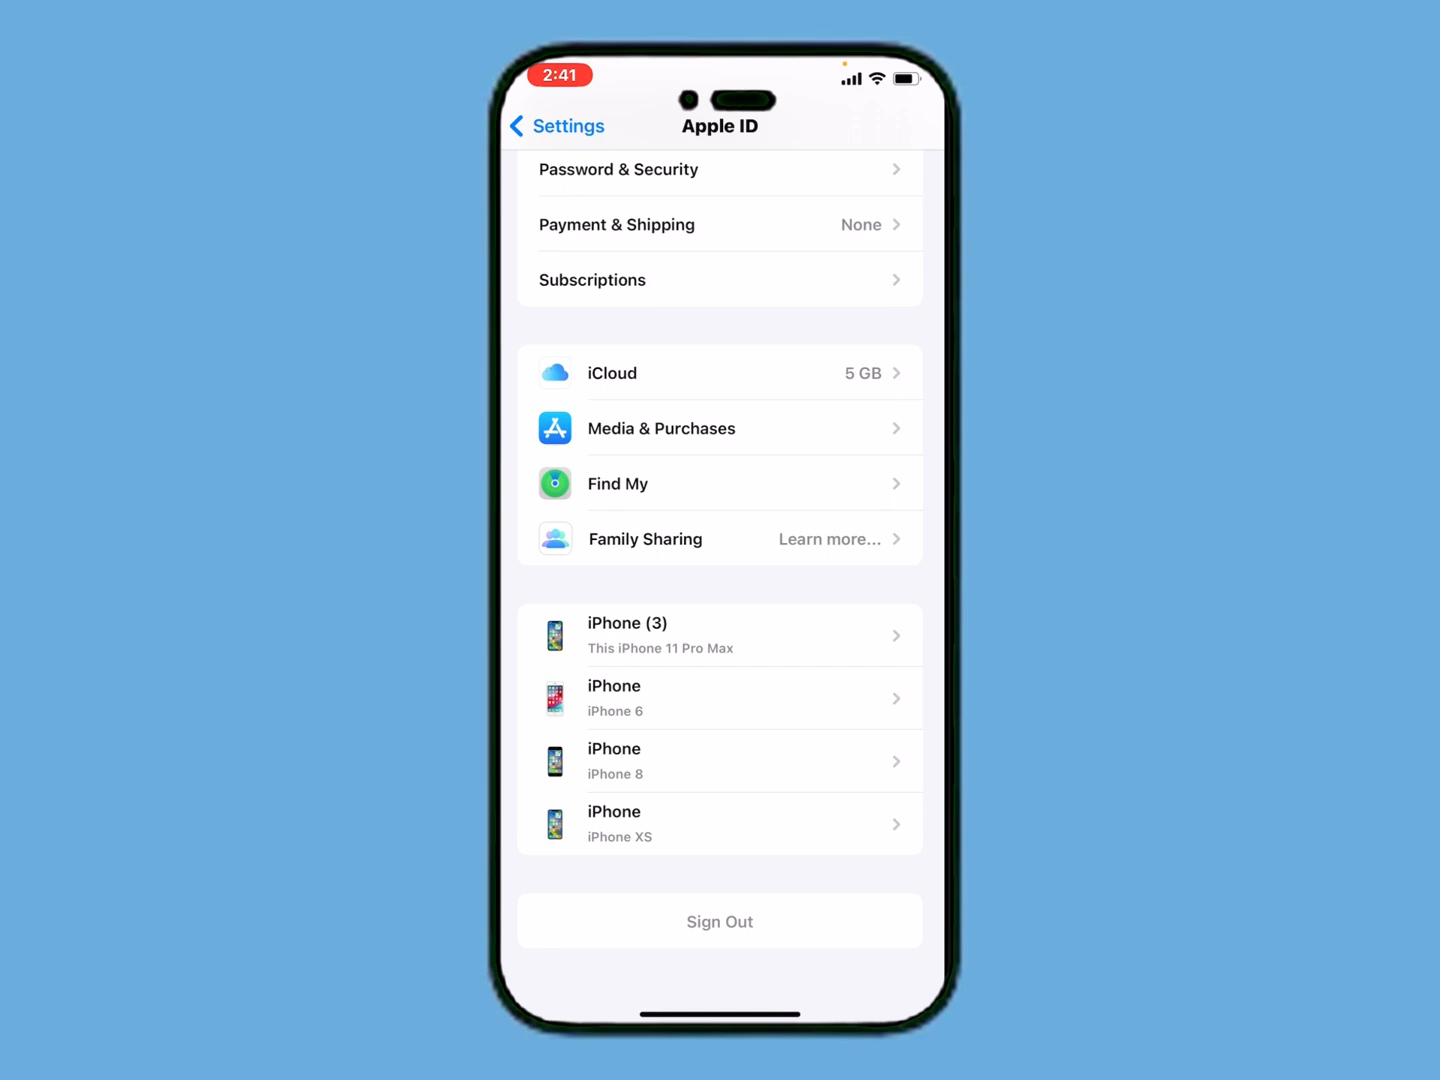 2:41
Settings
Apple ID
Password & Security
Payment & Shipping None
Subscriptions
iCloud 5 GB
Media & Purchases
Find My
Family Sharing Learn more...
iPhone (3)
This iPhone 11 Pro Max
iPhone
iPhone 6
iPhone
iPhone 8
iPhone
iPhone XS
Sign Out